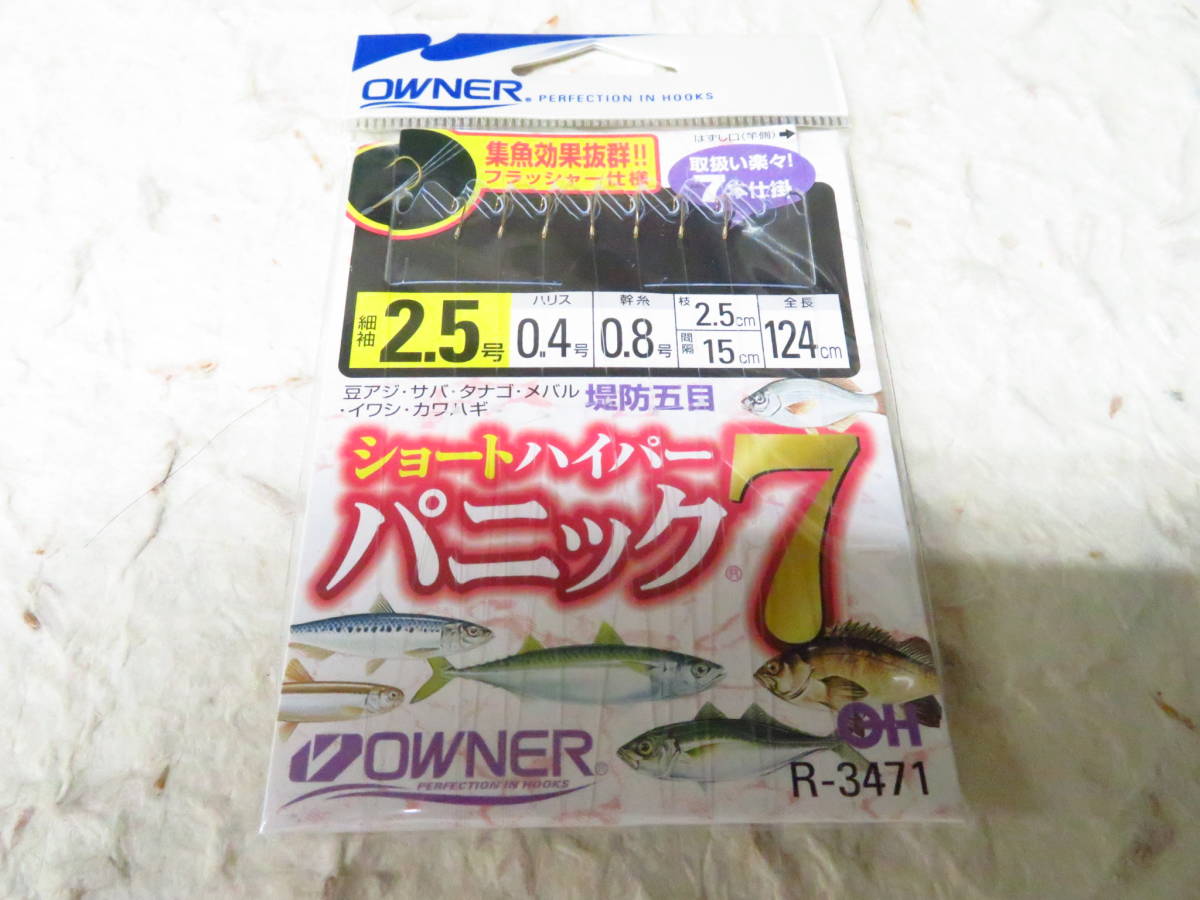 OWNER® PERFECTION IN HOOKS
はずし口(竿側)➡
集魚効果抜群!!
フラッシャー仕様
取扱い楽々!
7本仕掛
細袖 2.5号
ハリス 0.4号
幹糸 0.8号
枝 2.5cm
間隔 15cm
全長 124cm
豆アジ・サバ・タナゴ・メバル
・イワシ・カワハギ
堤防五目
ショートハイパー
パニック®7
OWNER®
PERFECTION IN HOOKS
OH
R-3471